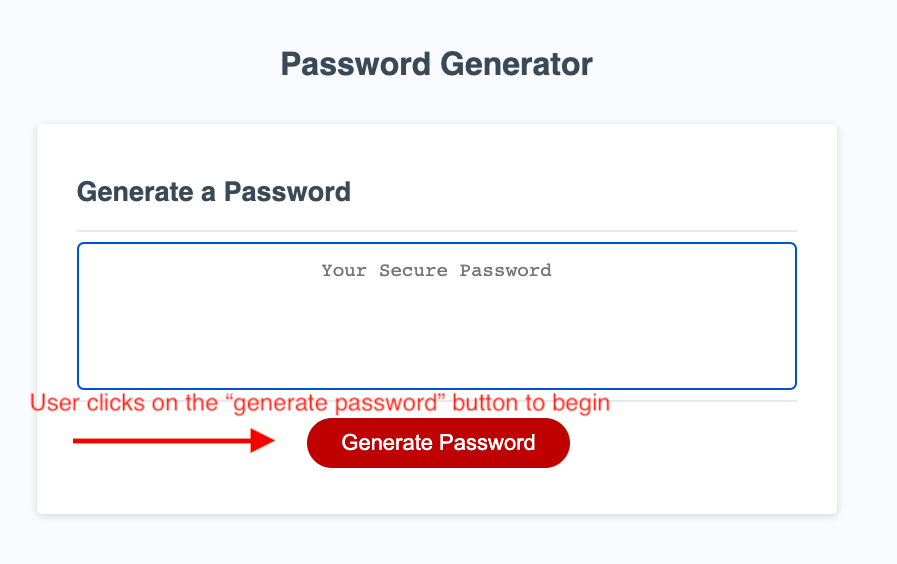 Password Generator
Generate a Password
Your Secure Password
User clicks on the “generate password” button to begin
Generate Password